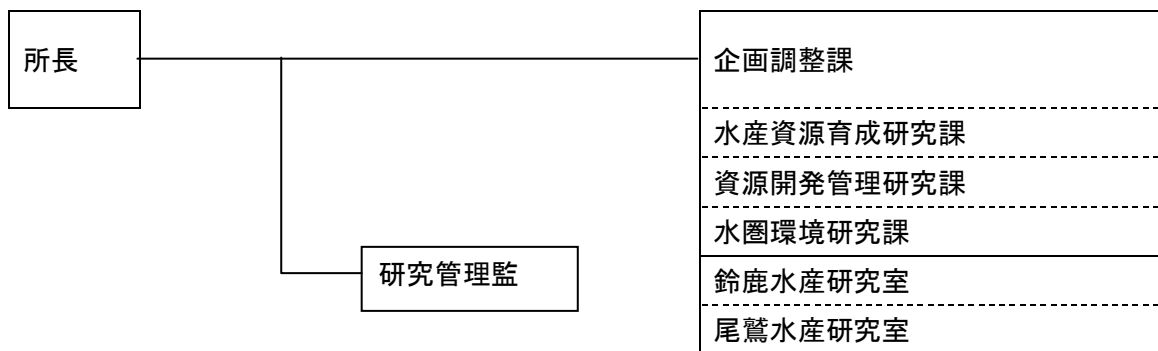 所長
企画調整課
水産資源育成研究課
資源開発管理研究課
水圏環境研究課
研究管理監
鈴鹿水産研究室
尾鷲水産研究室